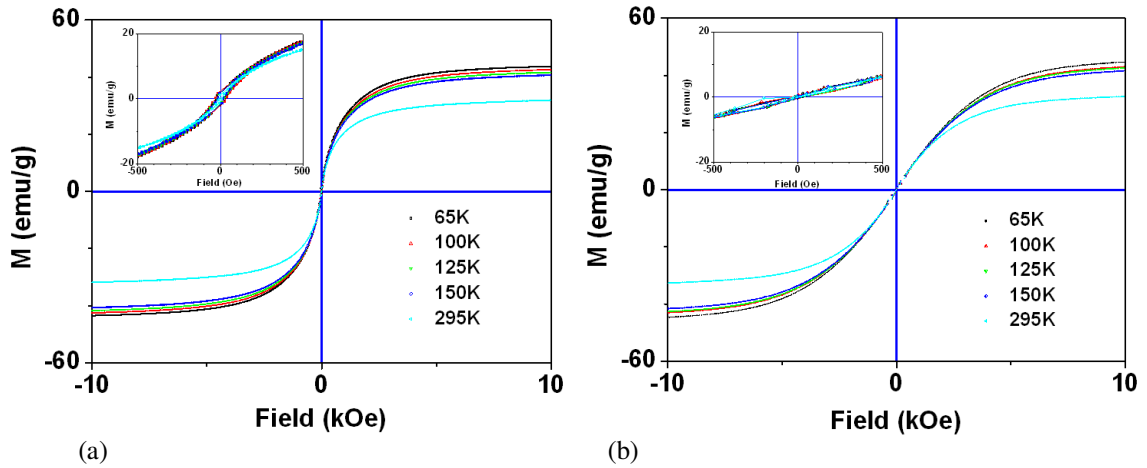 60
20
M (emu/g)
0
-20
-500
0
500
Field (Oe)
M (emu/g)
0
65K
100K
125K
150K
295K
-60
-10
0
10
Field (kOe)
(a)
60
20
M (emu/g)
0
-20
-500
0
500
Field (Oe)
M (emu/g)
0
65K
100K
125K
150K
295K
-60
-10
0
10
Field (kOe)
(b)